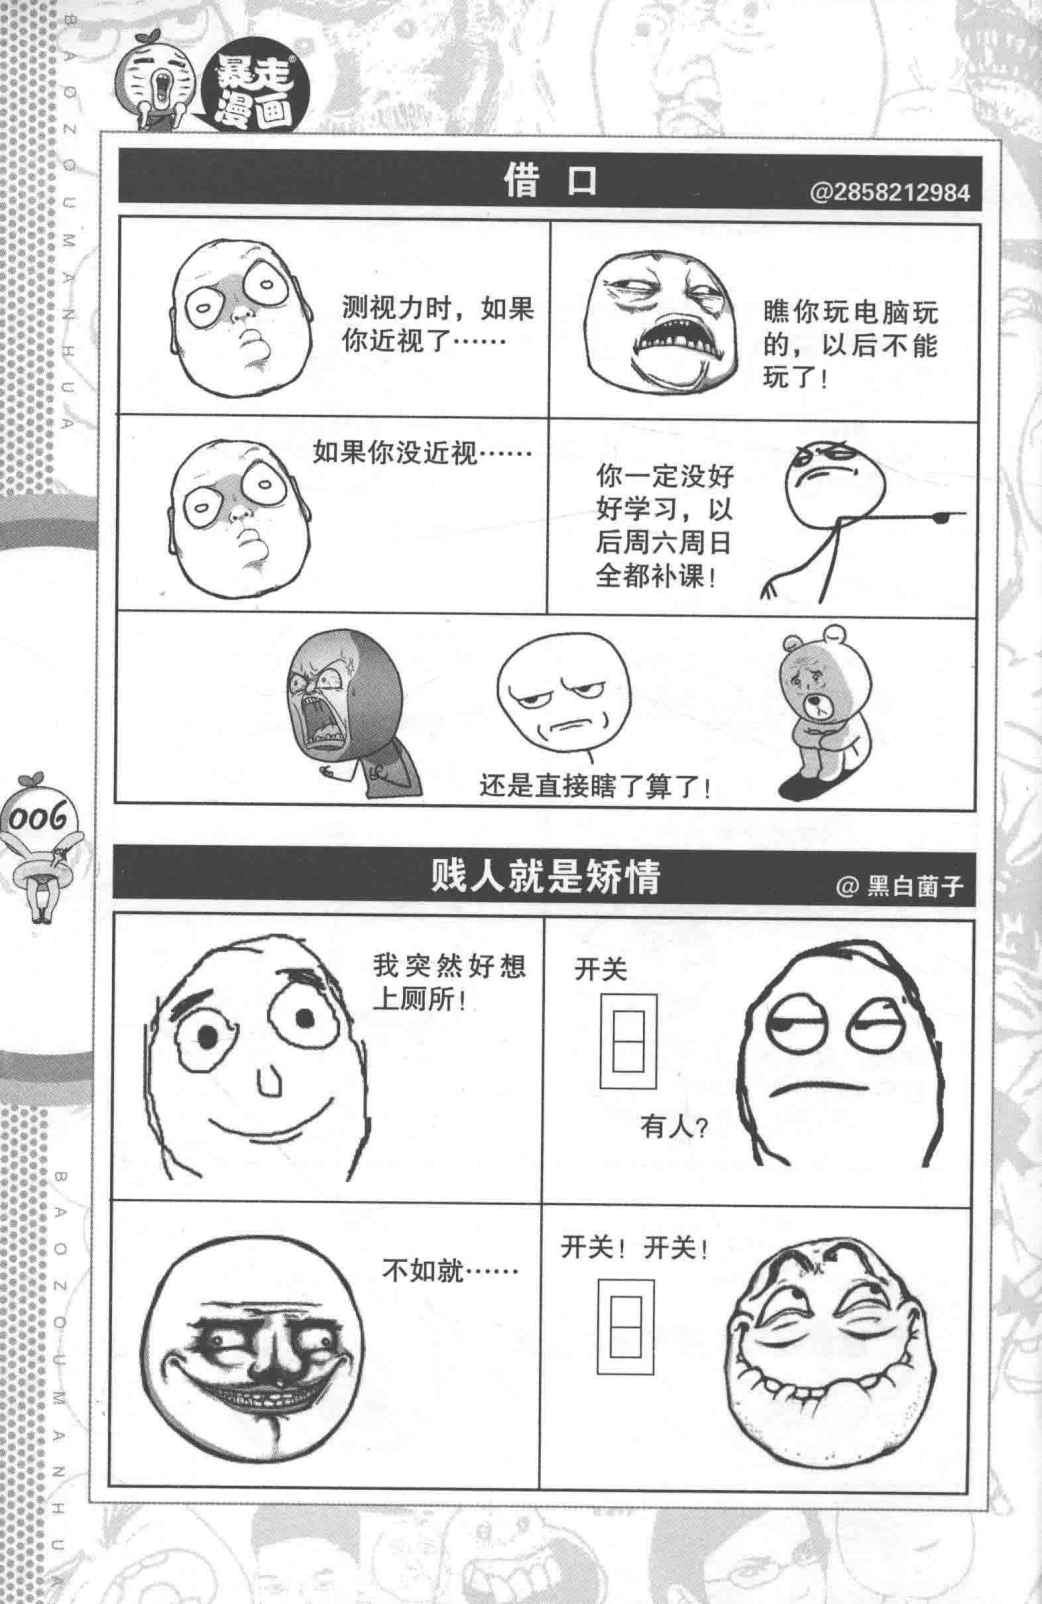 BAOZOUMANHUA
暴走
漫画
借口
@2858212984
测视力时，如果
你近视了……
瞧你玩电脑玩
的，以后不能
玩了！
如果你没近视……
你一定没好
好学习，以
后周六周日
全都补课！
还是直接瞎了算了！
006
贱人就是矫情
@黑白菌子
我突然好想
上厕所！
开关
有人？
不如就……
开关！开关！
BAOZOUMANHUA